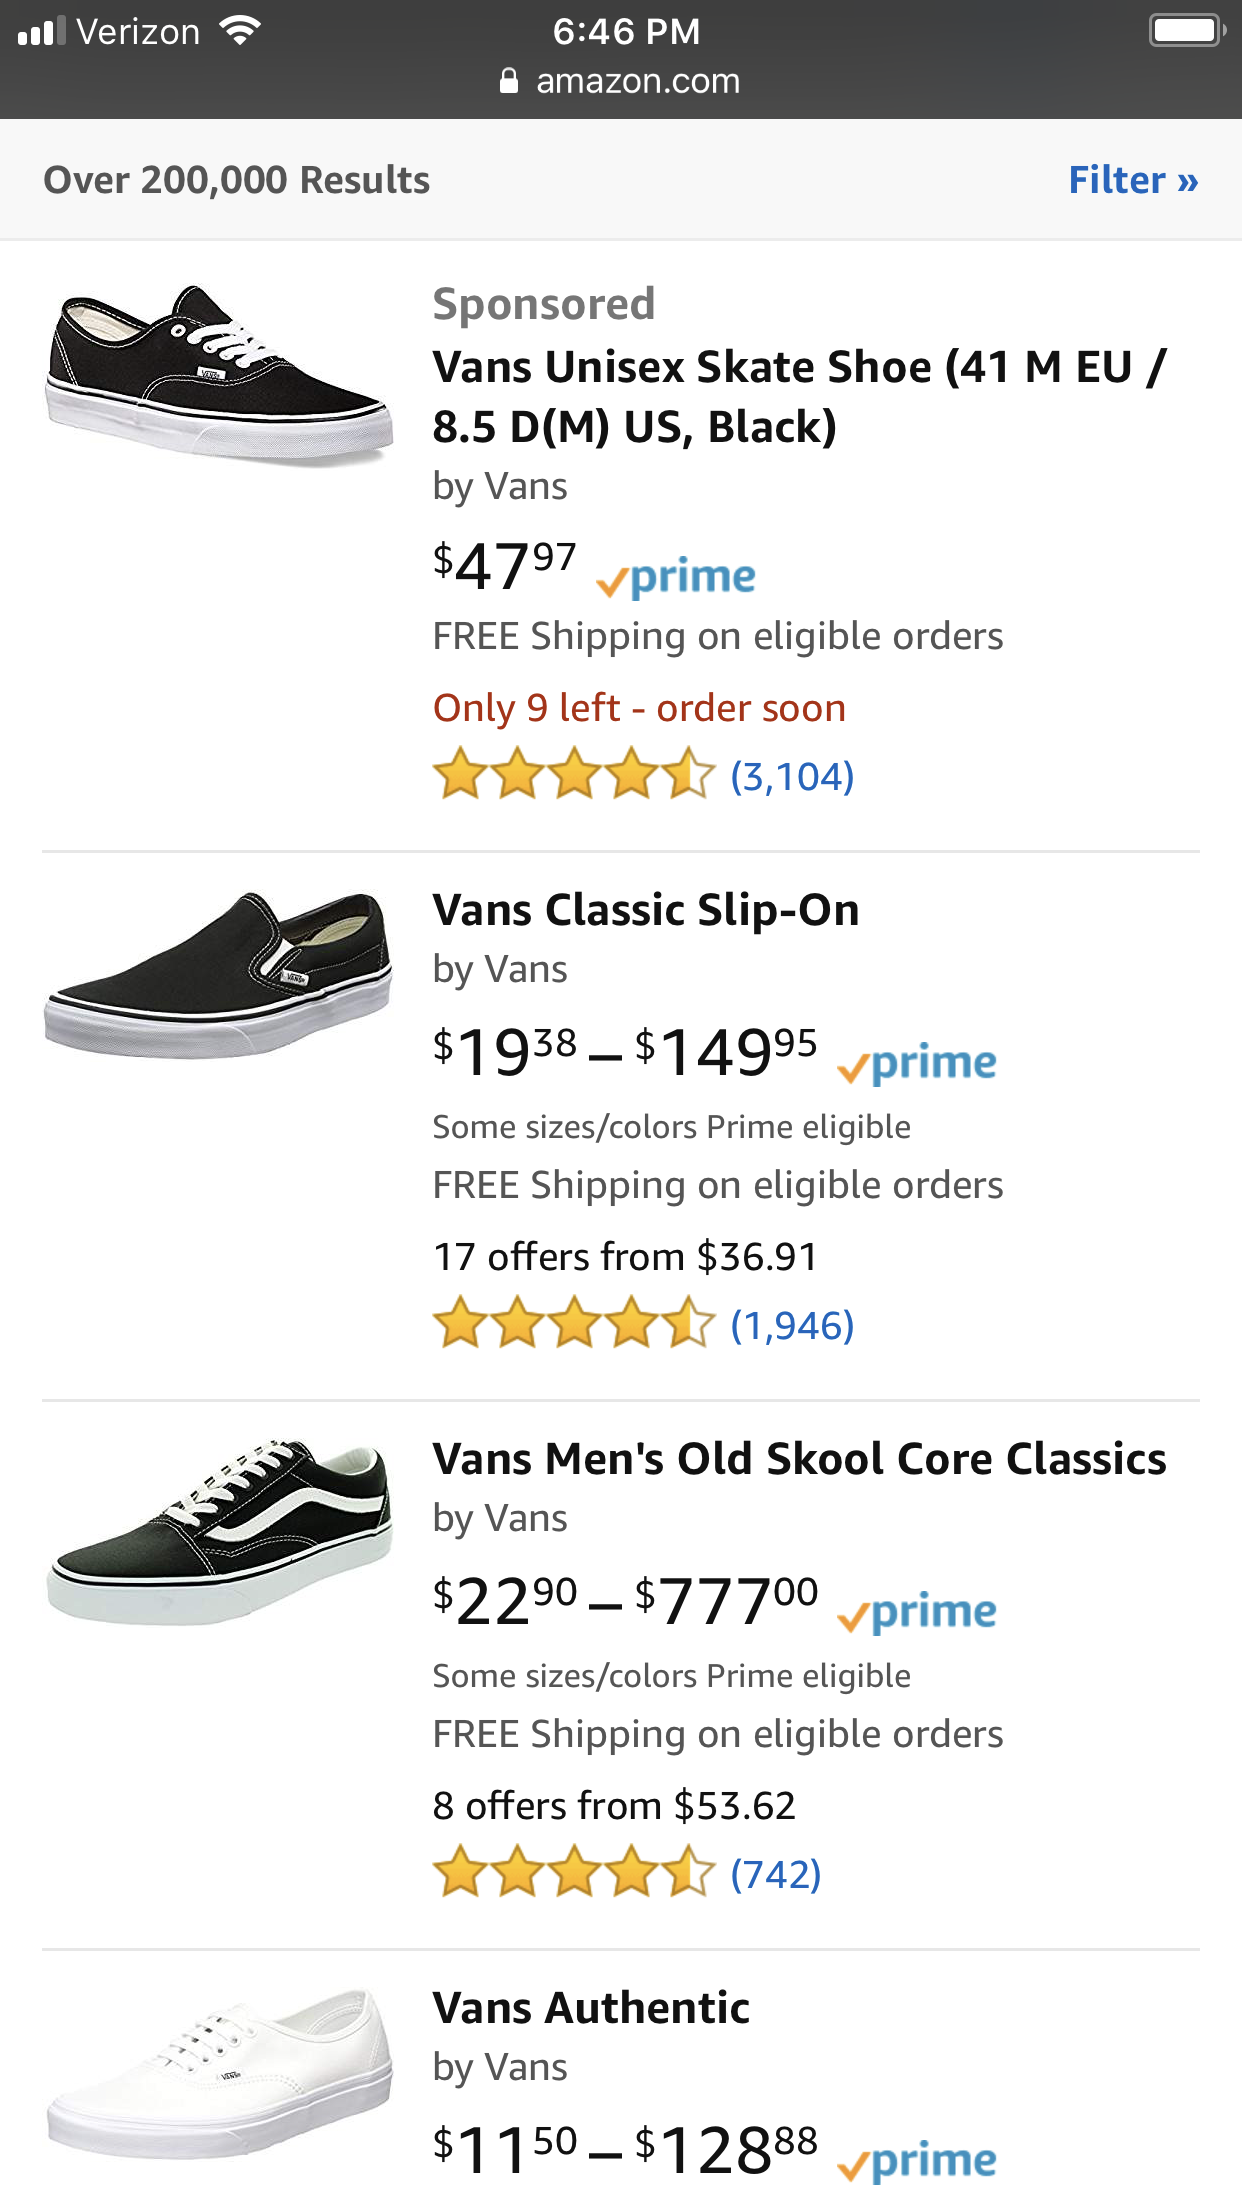 Verizon 6:46 PM
amazon.com
Over 200,000 Results Filter »
Sponsored
Vans Unisex Skate Shoe (41 M EU /
8.5 D(M) US, Black)
by Vans
$47 97 prime
FREE Shipping on eligible orders
Only 9 left - order soon
(3,104)
VANS
Vans Classic Slip-On
by Vans
$19 38 – $149 95 prime
Some sizes/colors Prime eligible
FREE Shipping on eligible orders
17 offers from $36.91
(1,946)
VANS
Vans Men's Old Skool Core Classics
by Vans
$22 90 – $777 00 prime
Some sizes/colors Prime eligible
FREE Shipping on eligible orders
8 offers from $53.62
(742)
Vans Authentic
by Vans
$11 50 – $128 88 prime
VANS